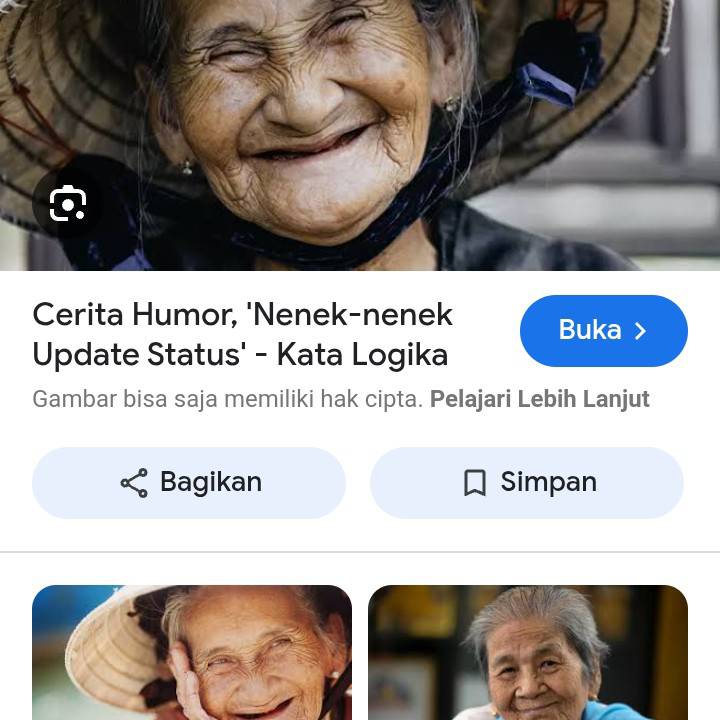 Cerita Humor, 'Nenek-nenek
Update Status' - Kata Logika
Buka
Gambar bisa saja memiliki hak cipta. Pelajari Lebih Lanjut
Bagikan
Simpan